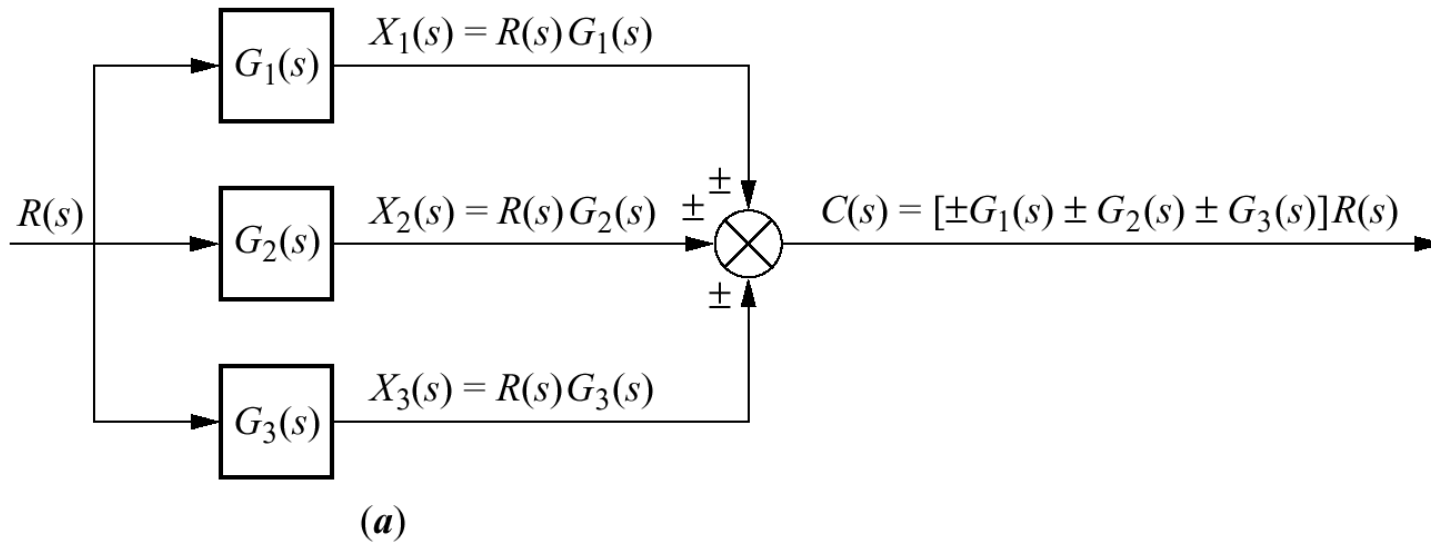 X₁(s) = R(s)G₁(s)
G₁(s)
±
R(s)
G₂(s)
X₂(s) = R(s)G₂(s)
±
C(s) = [±G₁(s) ± G₂(s) ± G₃(s)]R(s)
±
X₃(s) = R(s)G₃(s)
G₃(s)
(a)